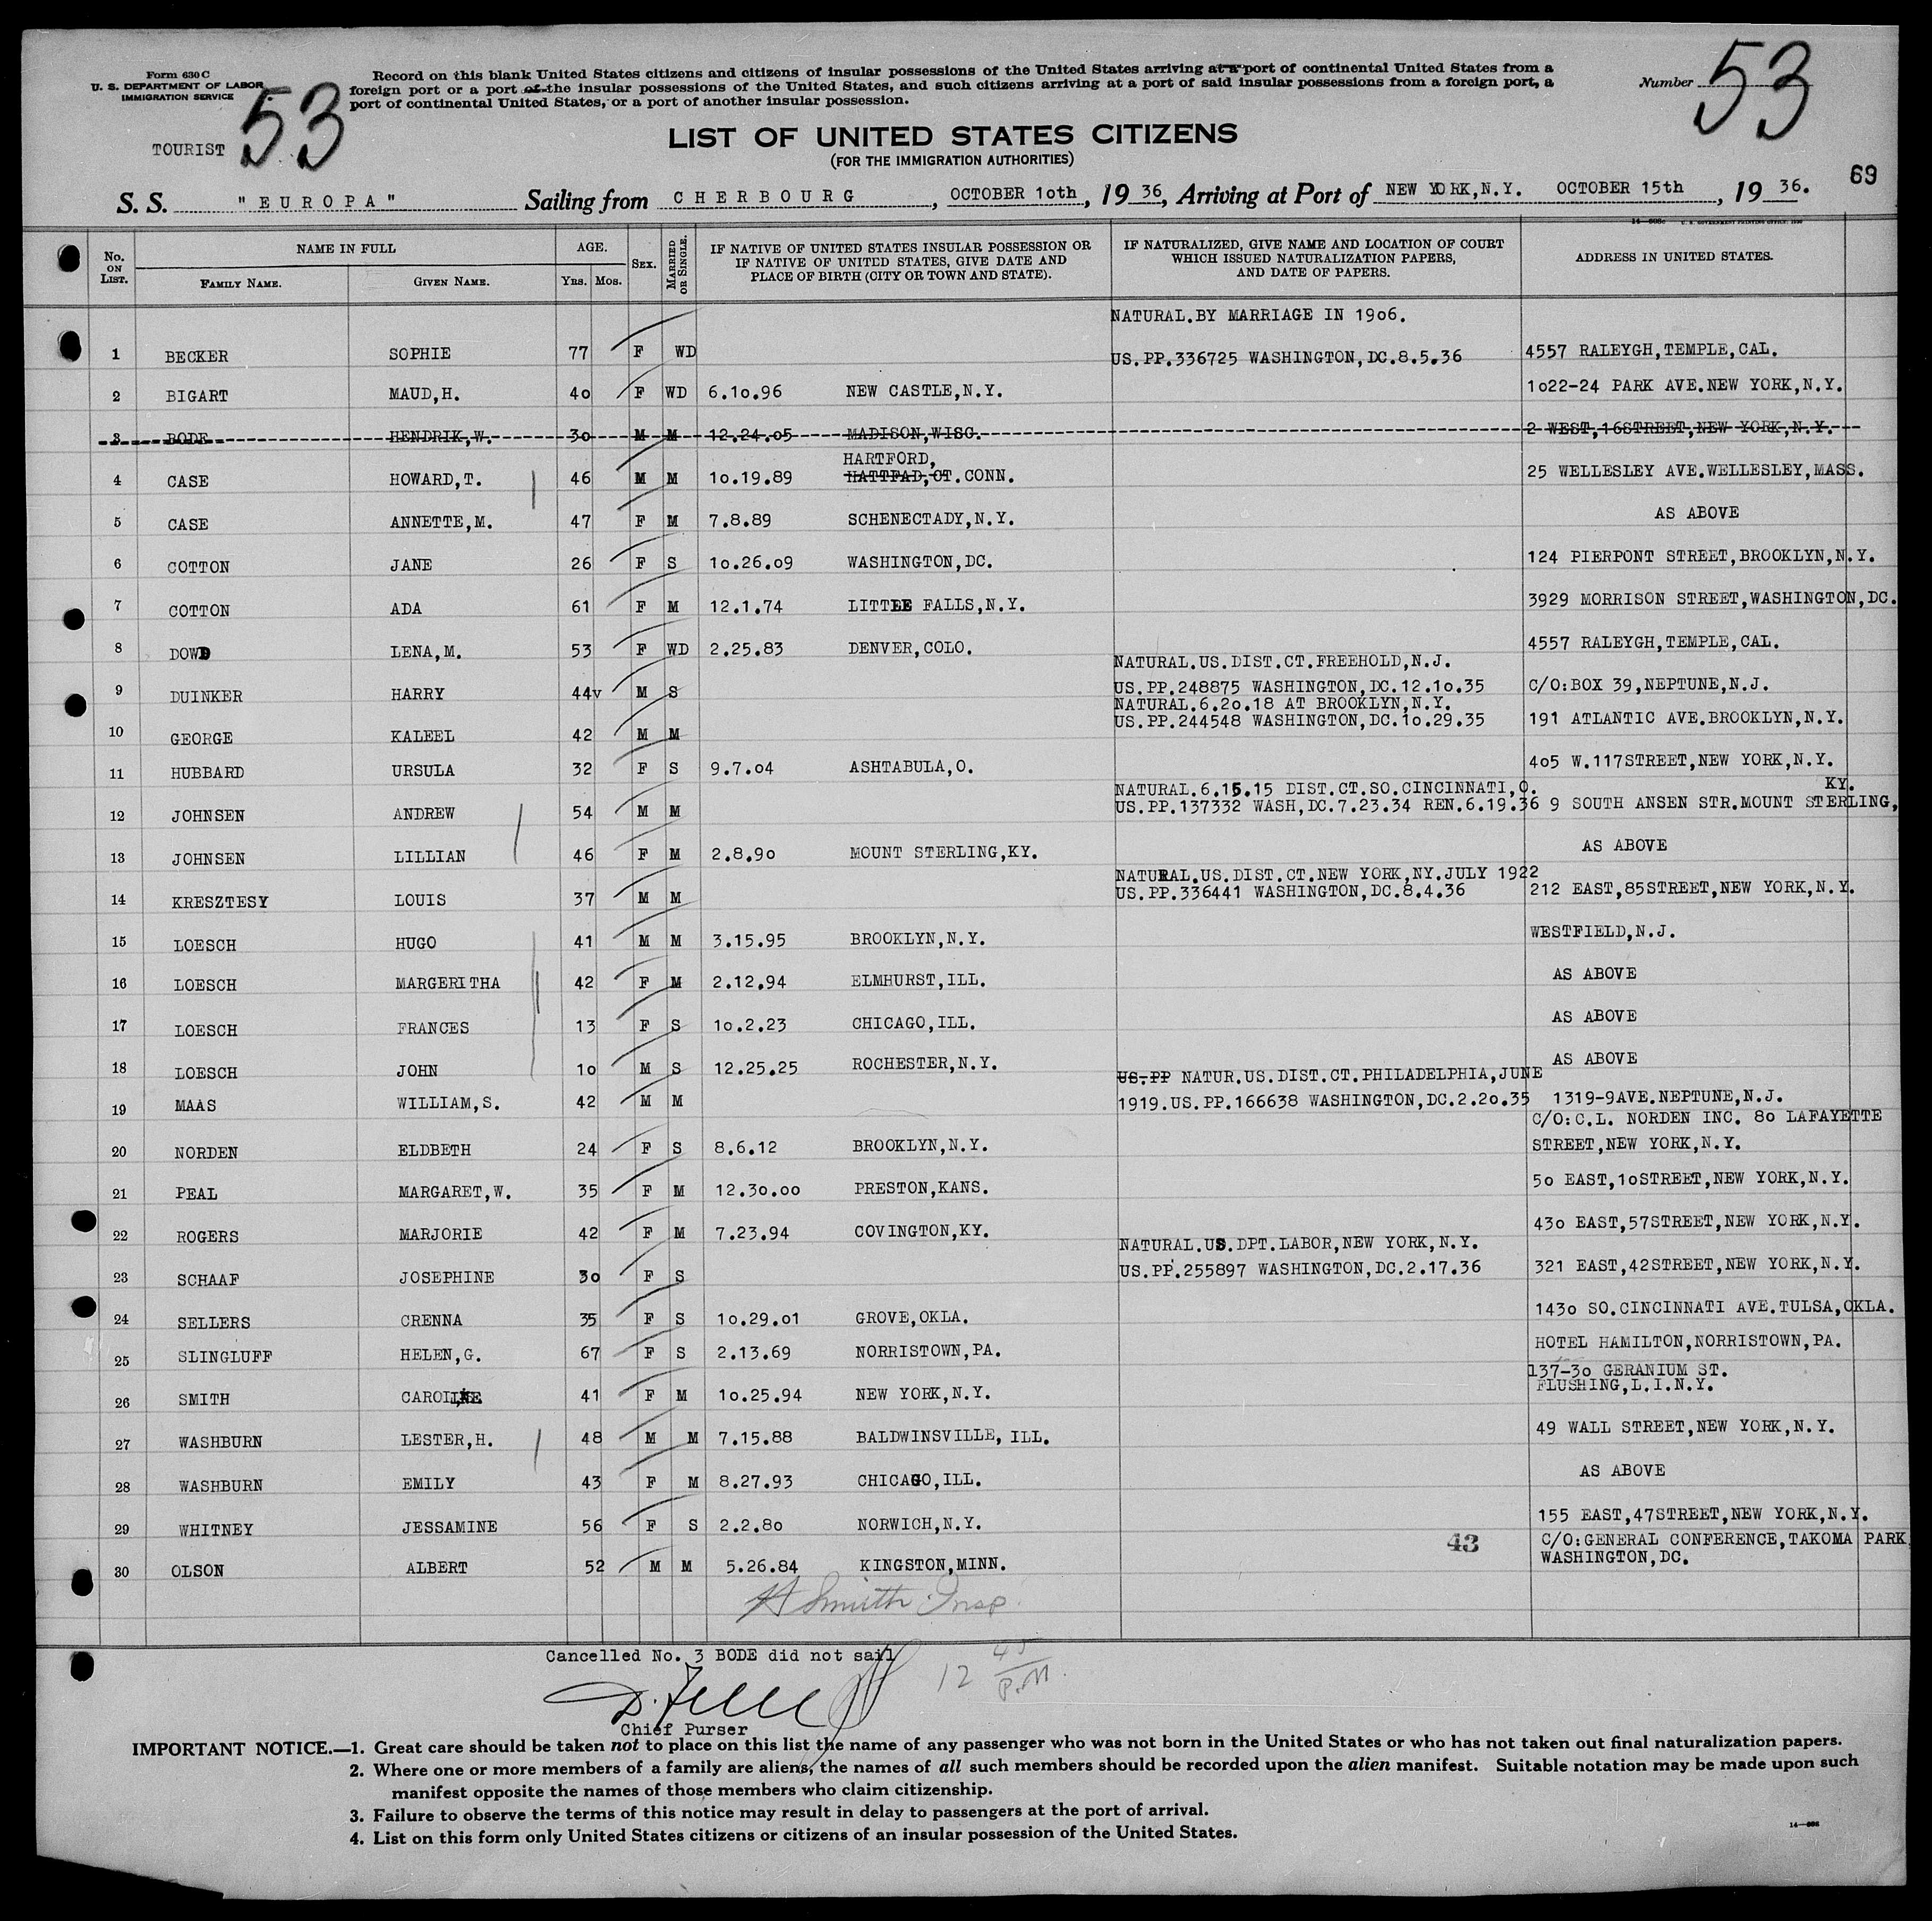 Form 630 C
U. S. DEPARTMENT OF LABOR
IMMIGRATION SERVICE
TOURIST
53
Record on this blank United States citizens and citizens of insular possessions of the United States arriving at a port of continental United States from a
foreign port or a port of the insular possessions of the United States, and such citizens arriving at a port of said insular possessions from a foreign port, a
port of continental United States, or a port of another insular possession.
Number 53
LIST OF UNITED STATES CITIZENS
(FOR THE IMMIGRATION AUTHORITIES)
69
S. S. "EUROPA" Sailing from CHERBOURG, OCTOBER 10th, 19 36, Arriving at Port of NEW YORK,N.Y. OCTOBER 15th, 19 36.
No. ON LIST. NAME IN FULL FAMILY NAME. GIVEN NAME. AGE. YRS. MOS. SEX. MARRIED OR SINGLE. IF NATIVE OF UNITED STATES INSULAR POSSESSION OR IF NATIVE OF UNITED STATES, GIVE DATE AND PLACE OF BIRTH (CITY OR TOWN AND STATE). IF NATURALIZED, GIVE NAME AND LOCATION OF COURT WHICH ISSUED NATURALIZATION PAPERS, AND DATE OF PAPERS. ADDRESS IN UNITED STATES.
NATURAL.BY MARRIAGE IN 1906.
1 BECKER SOPHIE 77 F WD US.PP.336725 WASHINGTON,DC.8.5.36 4557 RALEYGH,TEMPLE,CAL.
2 BIGART MAUD,H. 40 F WD 6.10.96 NEW CASTLE,N.Y. 1022-24 PARK AVE.NEW YORK,N.Y.
3 BODE HENDRIK,W. 30 M M 12.24.05 MADISON,WISC. 2 WEST,16STREET,NEW YORK,N.Y.
HARTFORD,
4 CASE HOWARD,T. 46 M M 10.19.89 HATTFAD,CT.CONN. 25 WELLESLEY AVE.WELLESLEY,MASS.
5 CASE ANNETTE,M. 47 F M 7.8.89 SCHENECTADY,N.Y. AS ABOVE
6 COTTON JANE 26 F S 10.26.09 WASHINGTON,DC. 124 PIERPONT STREET,BROOKLYN,N.Y.
7 COTTON ADA 61 F M 12.1.74 LITTLE FALLS,N.Y. 3929 MORRISON STREET,WASHINGTON,DC.
8 DOWD LENA,M. 53 F WD 2.25.83 DENVER,COLO. 4557 RALEYGH,TEMPLE,CAL.
NATURAL.US.DIST.CT.FREEHOLD,N.J.
9 DUINKER HARRY 44v M S US.PP.248875 WASHINGTON,DC.12.10.35 C/O:BOX 39,NEPTUNE,N.J.
NATURAL.6.20.18 AT BROOKLYN,N.Y.
10 GEORGE KALEEL 42 M M US.PP.244548 WASHINGTON,DC.10.29.35 191 ATLANTIC AVE.BROOKLYN,N.Y.
11 HUBBARD URSULA 32 F S 9.7.04 ASHTABULA,O. 405 W.117STREET,NEW YORK,N.Y.
NATURAL.6.15.15 DIST.CT.SO.CINCINNATI,O. KY.
12 JOHNSEN ANDREW 54 M M US.PP.137332 WASH,DC.7.23.34 REN.6.19.36 9 SOUTH ANSEN STR.MOUNT STERLING,
13 JOHNSEN LILLIAN 46 F M 2.8.90 MOUNT STERLING,KY. AS ABOVE
NATURAL.US.DIST.CT.NEW YORK,NY.JULY 1922
14 KRESZTESY LOUIS 37 M M US.PP.336441 WASHINGTON,DC.8.4.36 212 EAST,85STREET,NEW YORK,N.Y.
15 LOESCH HUGO 41 M M 3.15.95 BROOKLYN,N.Y. WESTFIELD,N.J.
16 LOESCH MARGERITHA 42 F M 2.12.94 ELMHURST,ILL. AS ABOVE
17 LOESCH FRANCES 13 F S 10.2.23 CHICAGO,ILL. AS ABOVE
18 LOESCH JOHN 10 M S 12.25.25 ROCHESTER,N.Y. AS ABOVE
US.PP NATUR.US.DIST.CT.PHILADELPHIA,JUNE
19 MAAS WILLIAM,S. 42 M M 1919.US.PP.166638 WASHINGTON,DC.2.20.35 1319-9AVE.NEPTUNE,N.J.
C/O:C.L. NORDEN INC. 80 LAFAYETTE
20 NORDEN ELDBETH 24 F S 8.6.12 BROOKLYN,N.Y. STREET,NEW YORK,N.Y.
21 PEAL MARGARET,W. 35 F M 12.30.00 PRESTON,KANS. 50 EAST,10STREET,NEW YORK,N.Y.
22 ROGERS MARJORIE 42 F M 7.23.94 COVINGTON,KY. 430 EAST,57STREET,NEW YORK,N.Y.
NATURAL.US.DPT.LABOR,NEW YORK,N.Y.
23 SCHAAF JOSEPHINE 30 F S US.PP.255897 WASHINGTON,DC.2.17.36 321 EAST,42STREET,NEW YORK,N.Y.
24 SELLERS CRENNA 35 F S 10.29.01 GROVE,OKLA. 1430 SO.CINCINNATI AVE.TULSA,OKLA.
25 SLINGLUFF HELEN,G. 67 F S 2.13.69 NORRISTOWN,PA. HOTEL HAMILTON,NORRISTOWN,PA.
137-30 GERANIUM ST.
26 SMITH CAROLINE 41 F M 10.25.94 NEW YORK,N.Y. FLUSHING,L.I.N.Y.
27 WASHBURN LESTER,H. 48 M M 7.15.88 BALDWINSVILLE, ILL. 49 WALL STREET,NEW YORK,N.Y.
28 WASHBURN EMILY 43 F M 8.27.93 CHICAGO,ILL. AS ABOVE
29 WHITNEY JESSAMINE 56 F S 2.2.80 NORWICH,N.Y. 155 EAST,47STREET,NEW YORK,N.Y.
43 C/O:GENERAL CONFERENCE,TAKOMA PARK
30 OLSON ALBERT 52 M M 5.26.84 KINGSTON,MINN. WASHINGTON,DC.
H Smith Insp.
Cancelled No. 3 BODE did not sail
12 45 P.M.
Chief Purser
IMPORTANT NOTICE.—1. Great care should be taken not to place on this list the name of any passenger who was not born in the United States or who has not taken out final naturalization papers.
2. Where one or more members of a family are aliens, the names of all such members should be recorded upon the alien manifest. Suitable notation may be made upon such
manifest opposite the names of those members who claim citizenship.
3. Failure to observe the terms of this notice may result in delay to passengers at the port of arrival.
4. List on this form only United States citizens or citizens of an insular possession of the United States.